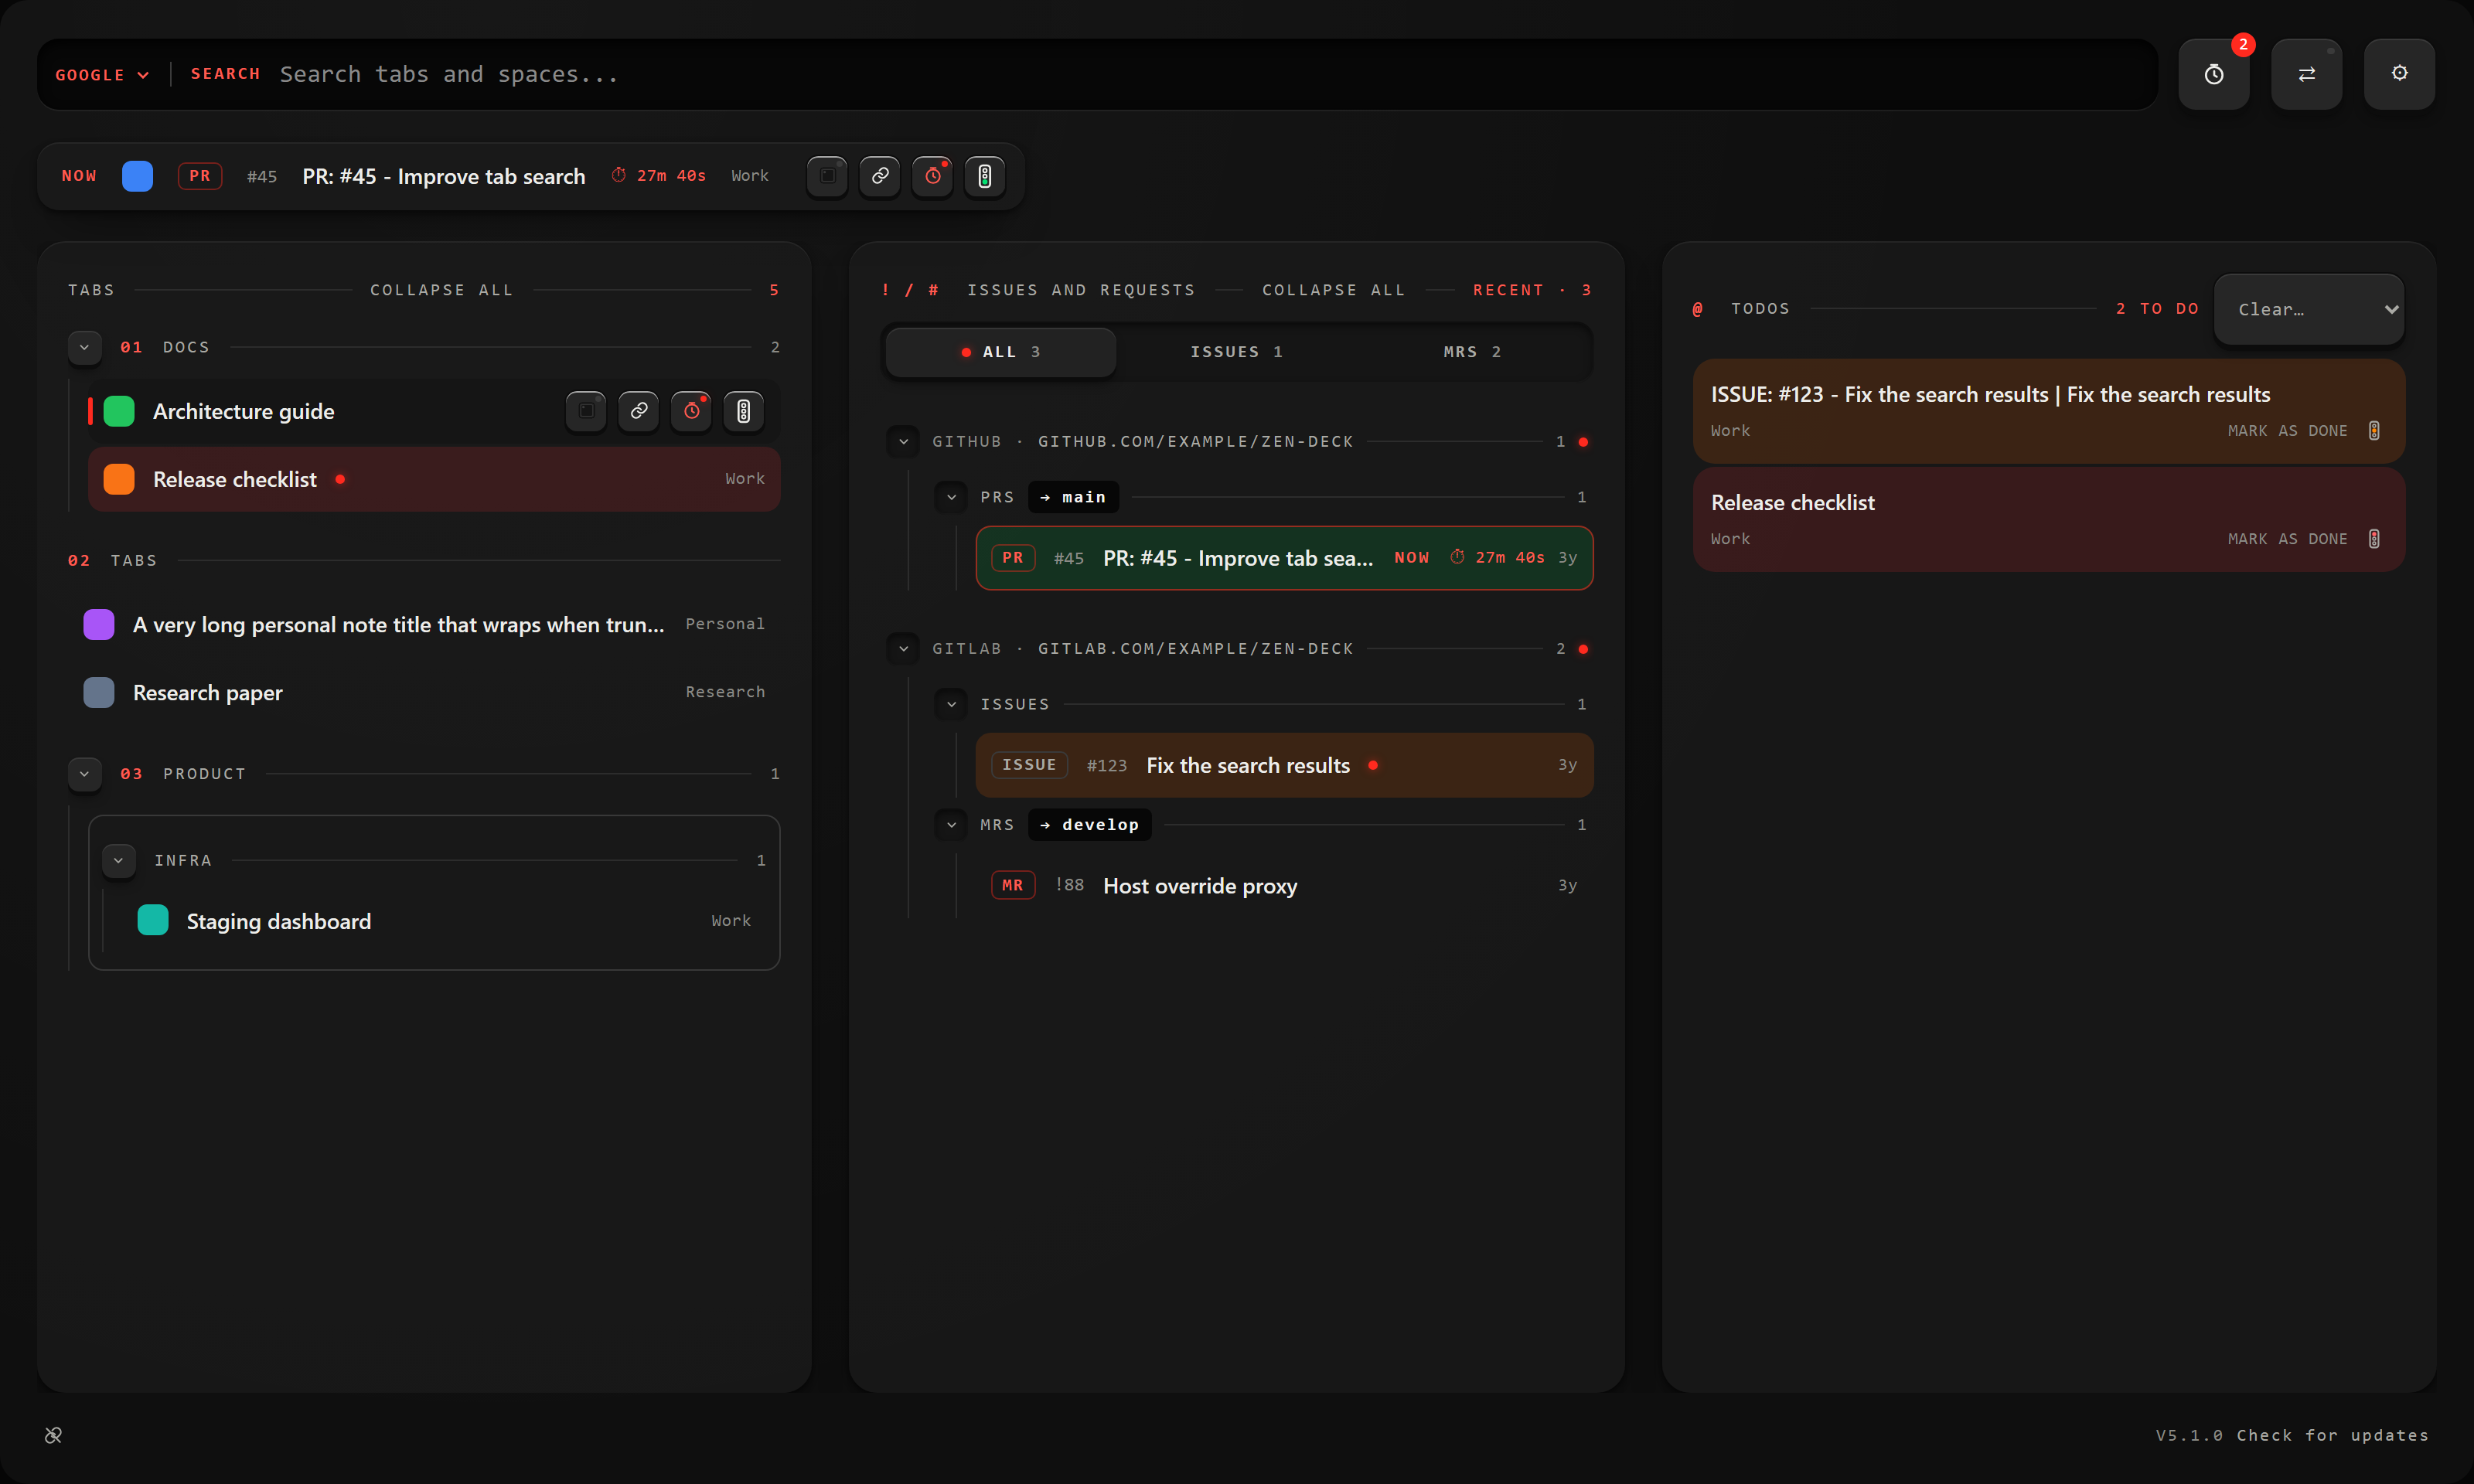 GOOGLE SEARCH Search tabs and spaces...
2
NOW PR #45 PR: #45 - Improve tab search 27m 40s Work
TABS COLLAPSE ALL 5
01 DOCS 2
Architecture guide
Release checklist Work
02 TABS
A very long personal note title that wraps when trun... Personal
Research paper Research
03 PRODUCT 1
INFRA 1
Staging dashboard Work
! / # ISSUES AND REQUESTS COLLAPSE ALL RECENT · 3
ALL 3 ISSUES 1 MRS 2
GITHUB · GITHUB.COM/EXAMPLE/ZEN-DECK 1
PRS → main 1
PR #45 PR: #45 - Improve tab sea... NOW 27m 40s 3y
GITLAB · GITLAB.COM/EXAMPLE/ZEN-DECK 2
ISSUES 1
ISSUE #123 Fix the search results 3y
MRS → develop 1
MR !88 Host override proxy 3y
@ TODOS 2 TO DO Clear…
ISSUE: #123 - Fix the search results | Fix the search results
Work MARK AS DONE
Release checklist
Work MARK AS DONE
V5.1.0 Check for updates